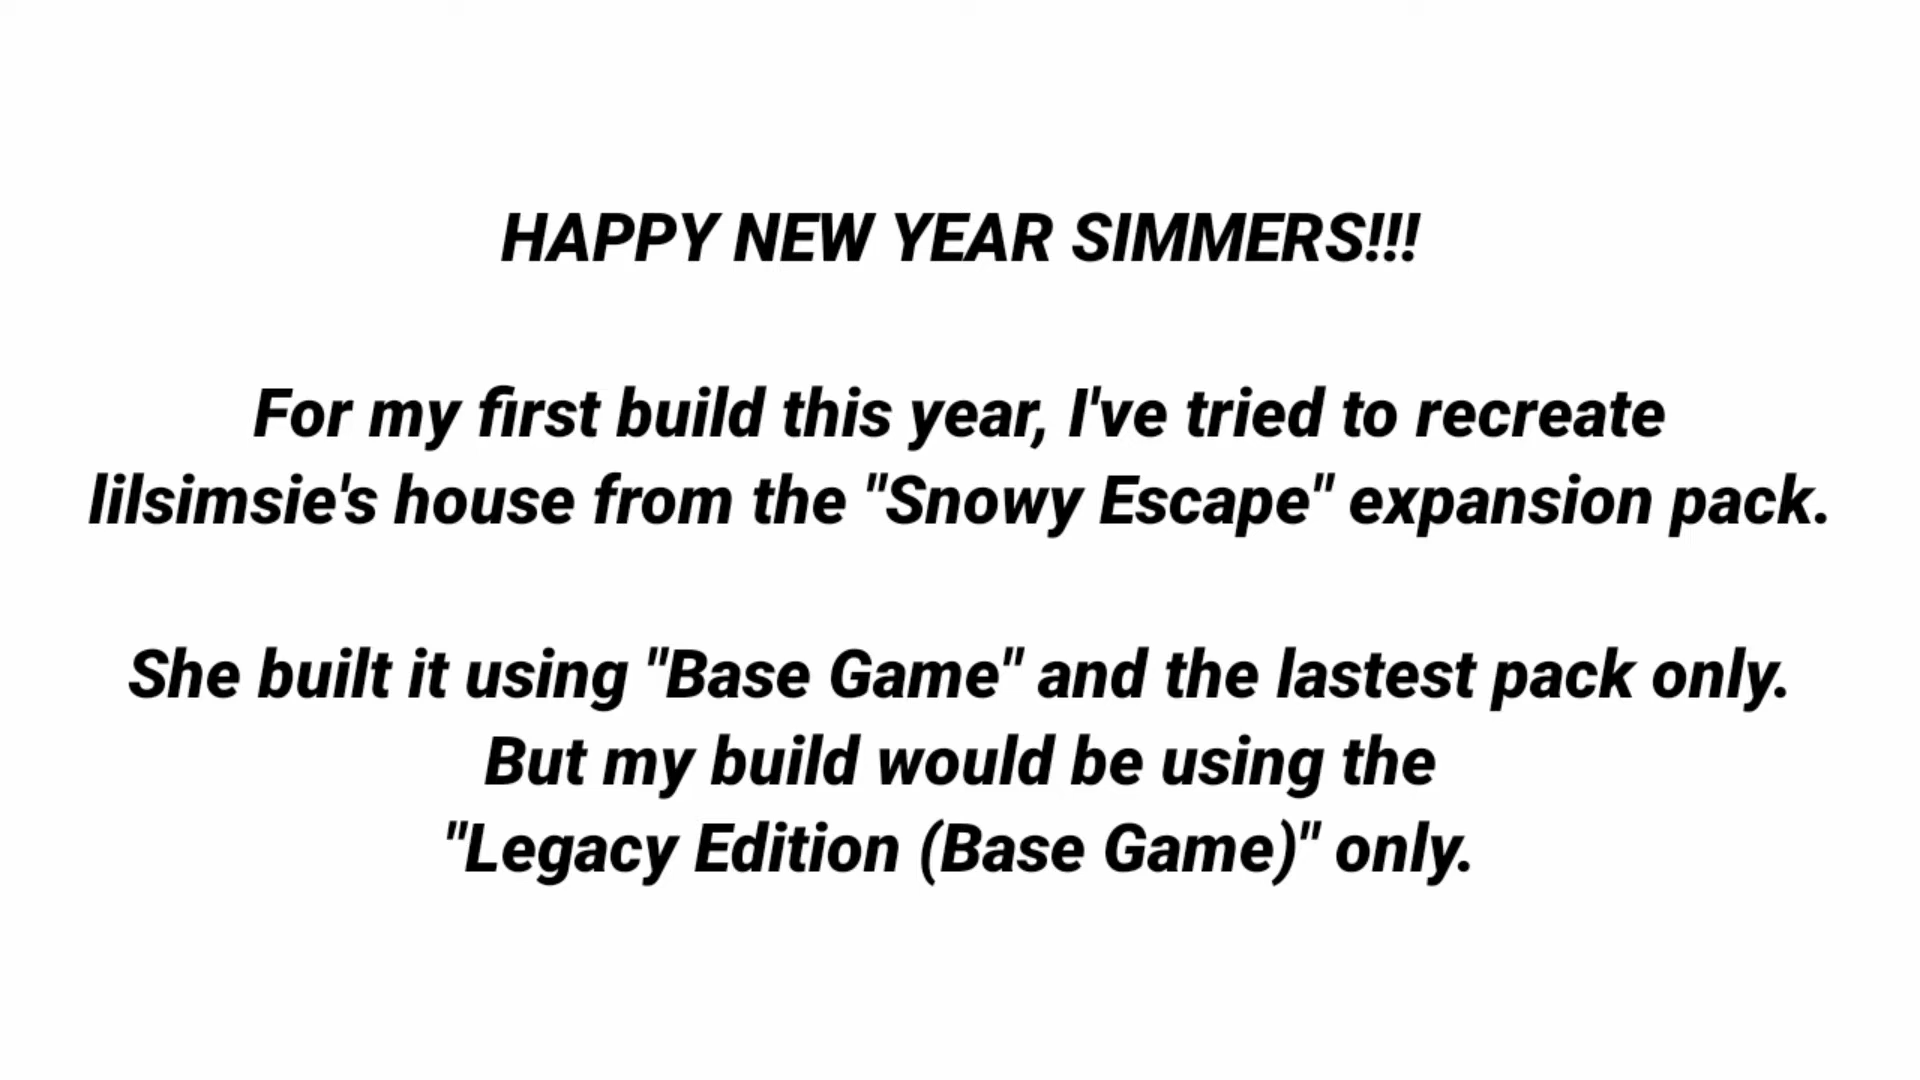 HAPPY NEW YEAR SIMMERS!!!
For my first build this year, I've tried to recreate
lilsimsie's house from the "Snowy Escape" expansion pack.
She built it using "Base Game" and the lastest pack only.
But my build would be using the
"Legacy Edition (Base Game)" only.